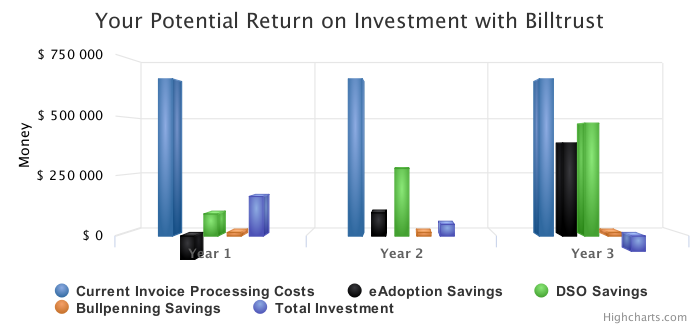 Your Potential Return on Investment with Billtrust
$ 750 000
$ 500 000
$ 250 000
$ 0
Money
Year 1
Year 2
Year 3
Current Invoice Processing Costs
eAdoption Savings
DSO Savings
Bullpenning Savings
Total Investment
Highcharts.com